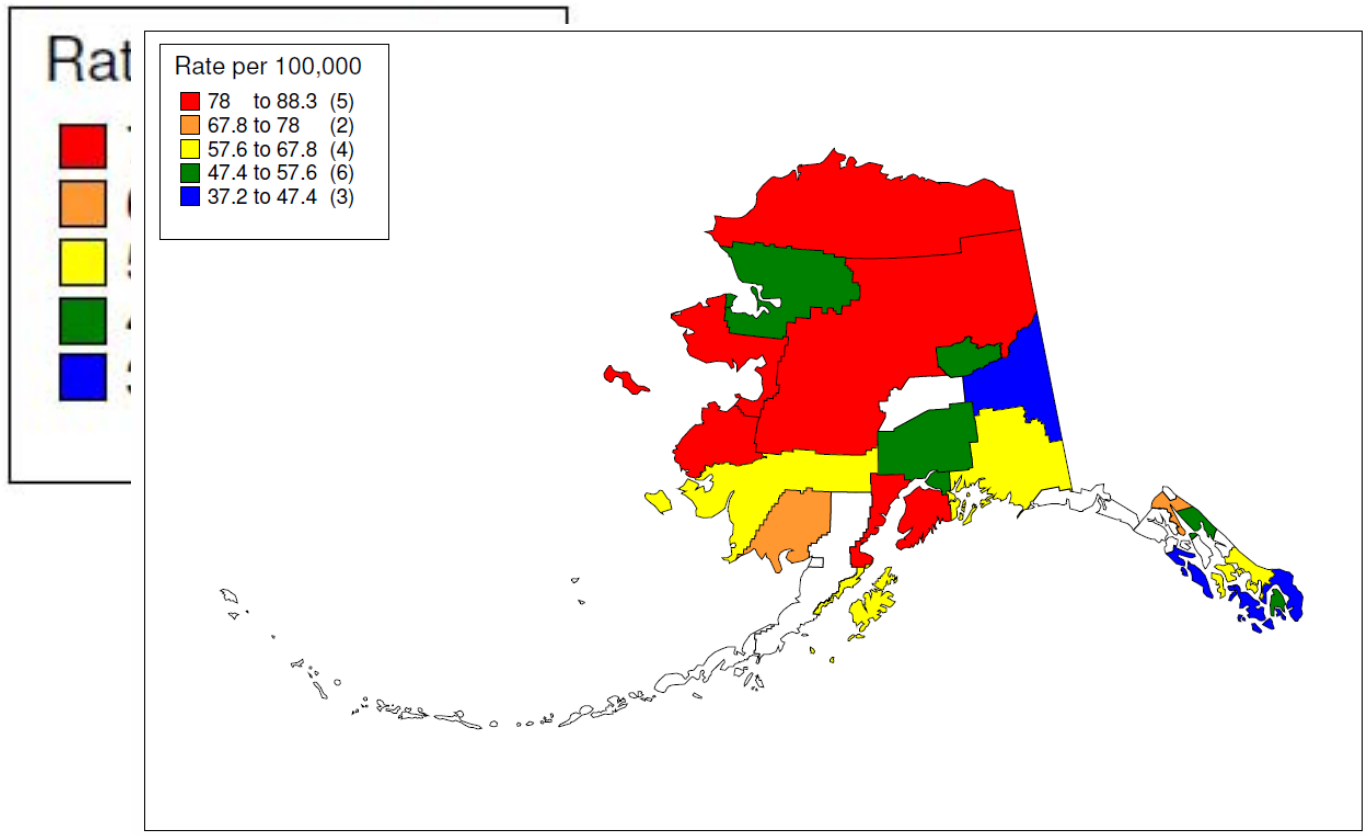 Rat
Rate per 100,000
78 to 88.3 (5)
67.8 to 78 (2)
57.6 to 67.8 (4)
47.4 to 57.6 (6)
37.2 to 47.4 (3)